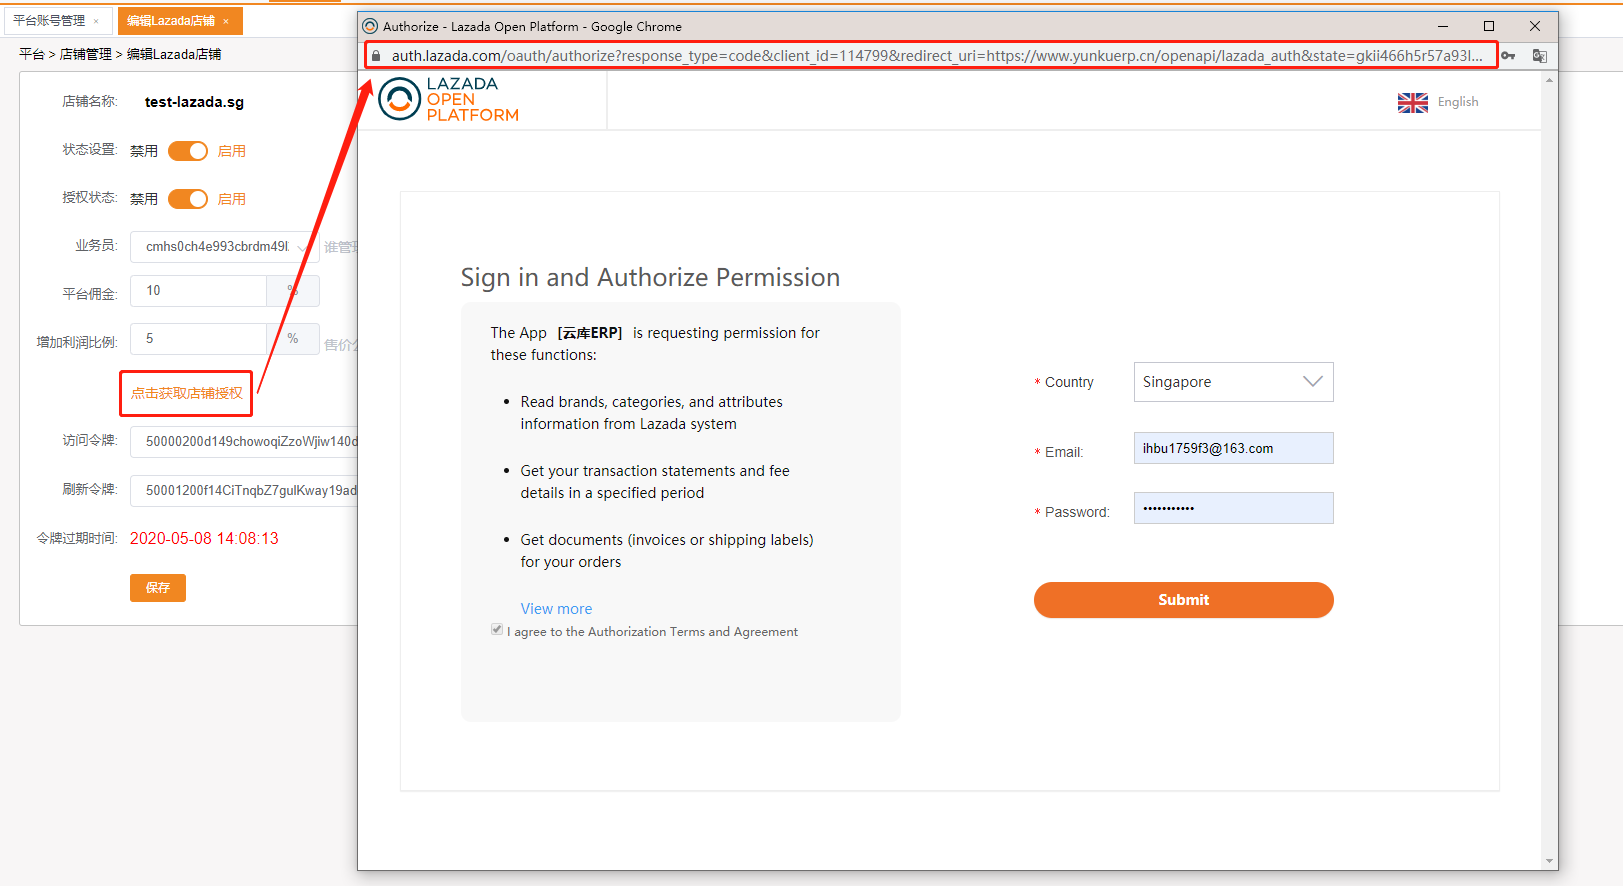 平台账号管理 ×
编辑Lazada店铺 ×
平台 > 店铺管理 > 编辑Lazada店铺
店铺名称: test-lazada.sg
状态设置: 禁用 启用
授权状态: 禁用 启用
业务员: cmhs0ch4e993cbrdm49l 谁管理
平台佣金: 10 %
增加利润比例: 5 % 售价公
点击获取店铺授权
访问令牌: 50000200d149chowoqiZzoWjiw140d
刷新令牌: 50001200f14CiTnqbZ7gulKway19ad
令牌过期时间: 2020-05-08 14:08:13
保存
Authorize - Lazada Open Platform - Google Chrome
auth.lazada.com/oauth/authorize?response_type=code&client_id=114799&redirect_uri=https://www.yunkuerp.cn/openapi/lazada_auth&state=gkii466h5r57a93l...
LAZADA
OPEN
PLATFORM
English
Sign in and Authorize Permission
The App [云库ERP] is requesting permission for
these functions:
• Read brands, categories, and attributes
information from Lazada system
• Get your transaction statements and fee
details in a specified period
• Get documents (invoices or shipping labels)
for your orders
View more
I agree to the Authorization Terms and Agreement
* Country Singapore
* Email: ihbu1759f3@163.com
* Password: •••••••••••
Submit